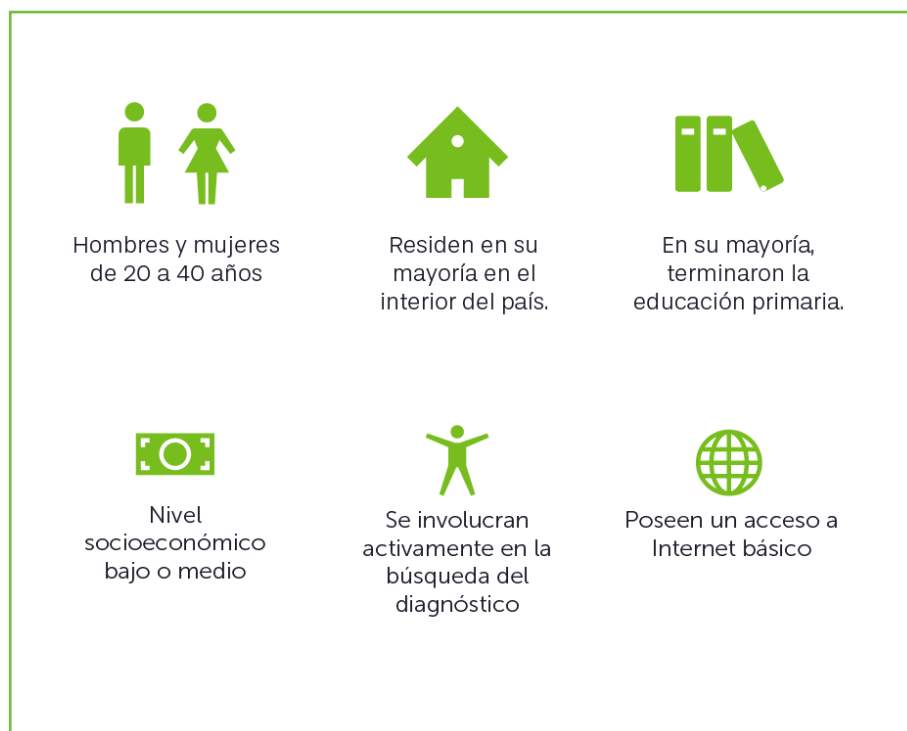 Hombres y mujeres
de 20 a 40 años
Residen en su
mayoría en el
interior del país.
En su mayoría,
terminaron la
educación primaria.
Nivel
socioeconómico
bajo o medio
Se involucran
activamente en la
búsqueda del
diagnóstico
Poseen un acceso a
Internet básico